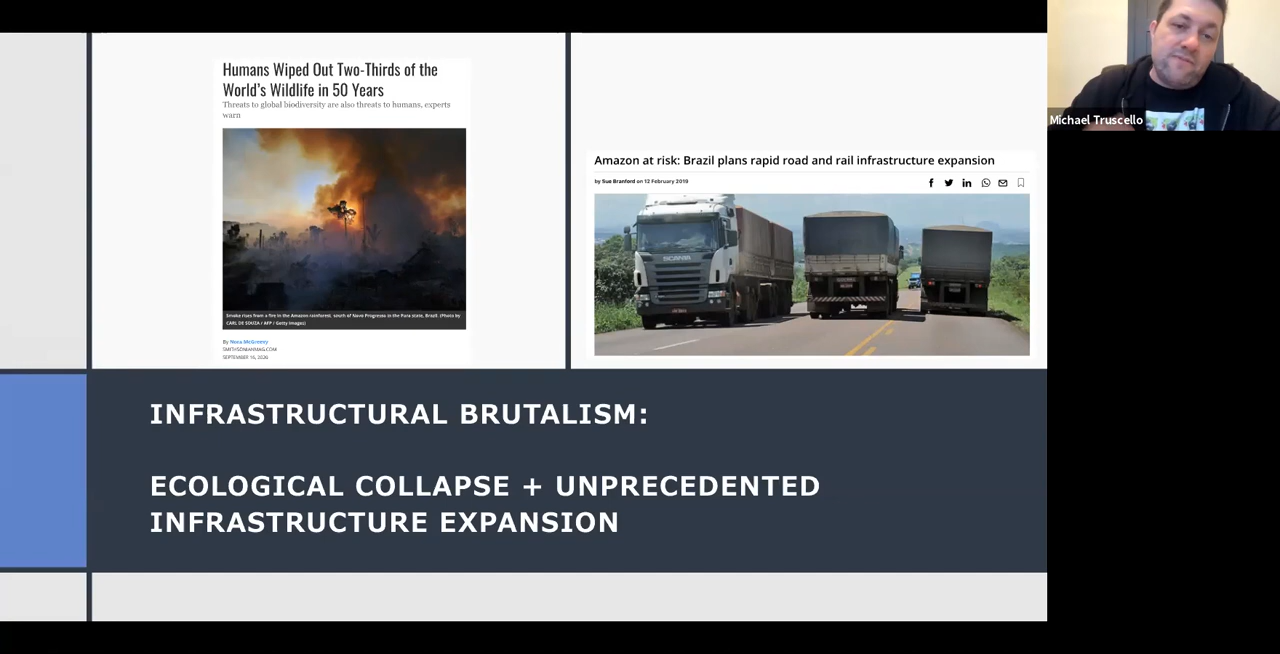 Humans Wiped Out Two-Thirds of the
World's Wildlife in 50 Years
Threats to global biodiversity are also threats to humans, experts
warn
Smoke rises from a fire in the Amazon rainforest, south of Novo Progresso in the Para state, Brazil. (Photo by
CARL DE SOUZA / AFP / Getty Images)
By Nora McGreevy
SMITHSONIANMAG.COM
SEPTEMBER 15, 2020
Amazon at risk: Brazil plans rapid road and rail infrastructure expansion
by Sue Branford on 12 February 2019
SCANIA
INFRASTRUCTURAL BRUTALISM:
ECOLOGICAL COLLAPSE + UNPRECEDENTED
INFRASTRUCTURE EXPANSION
Michael Truscello